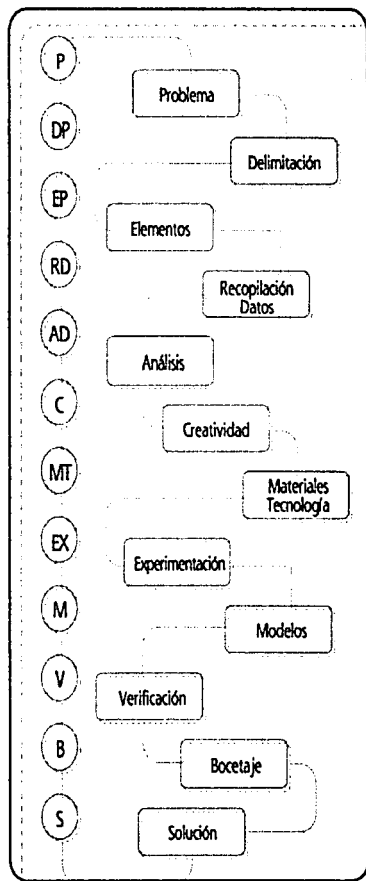 P
Problema
DP
Delimitación
EP
Elementos
RD
Recopilación
Datos
AD
Análisis
C
Creatividad
MT
Materiales
Tecnología
EX
Experimentación
M
Modelos
V
Verificación
B
Bocetaje
S
Solución